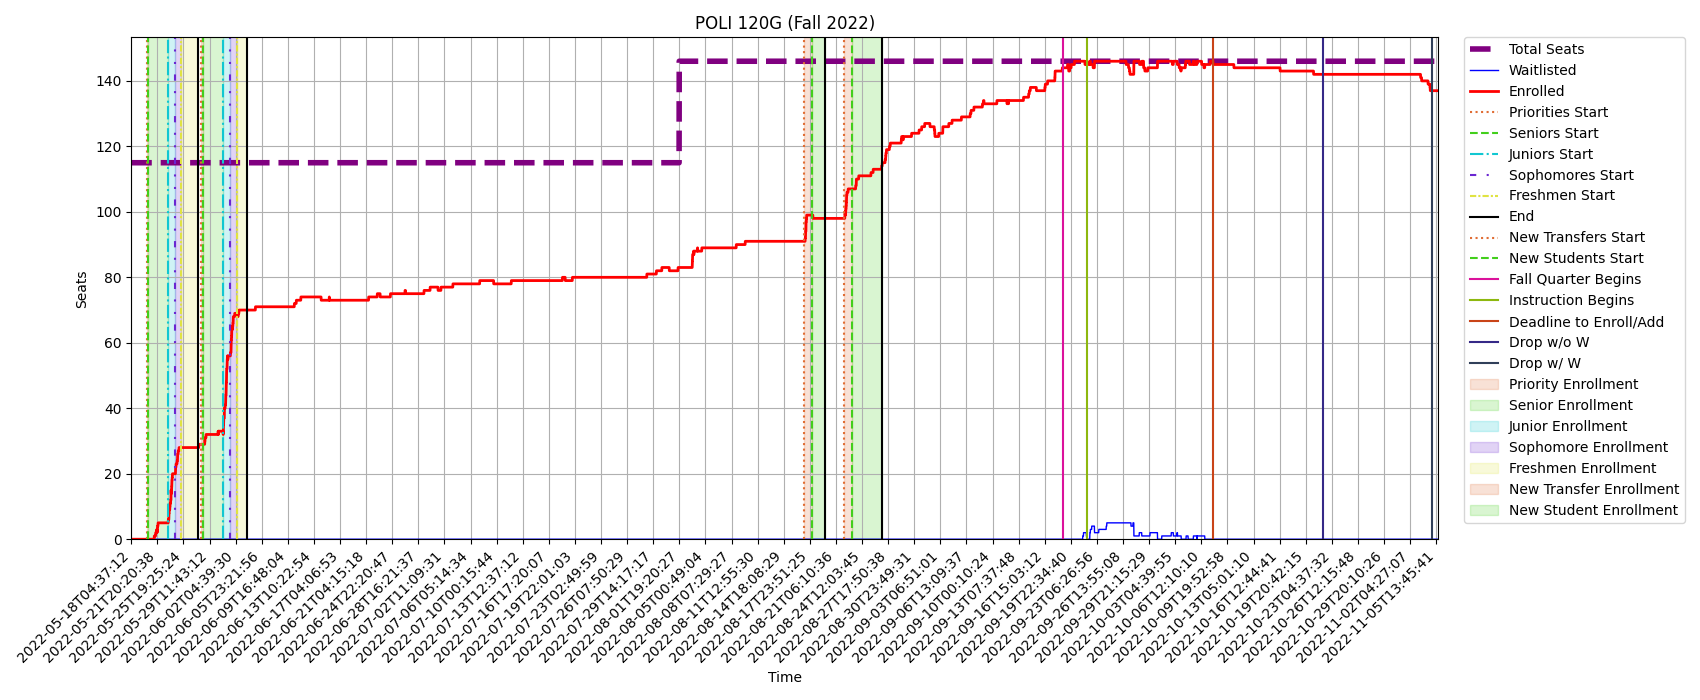 POLI 120G (Fall 2022)
Seats
140
120
100
80
60
40
20
0
2022-05-18T04:37:12
2022-05-21T20:20:38
2022-05-25T19:25:24
2022-05-29T11:43:12
2022-06-02T04:39:30
2022-06-05T23:21:56
2022-06-09T16:48:04
2022-06-13T10:22:54
2022-06-17T04:06:53
2022-06-21T04:15:18
2022-06-24T22:20:47
2022-06-28T16:21:37
2022-07-02T11:09:31
2022-07-06T05:14:34
2022-07-10T00:15:44
2022-07-13T12:37:12
2022-07-16T17:20:07
2022-07-19T22:01:03
2022-07-23T02:49:59
2022-07-26T07:50:29
2022-07-29T14:17:17
2022-08-01T19:20:27
2022-08-05T00:49:04
2022-08-08T07:29:27
2022-08-11T12:55:30
2022-08-14T18:08:29
2022-08-17T23:51:25
2022-08-21T06:10:36
2022-08-24T12:03:45
2022-08-27T17:50:38
2022-08-30T23:49:31
2022-09-03T06:51:01
2022-09-06T13:09:37
2022-09-10T00:10:24
2022-09-13T07:37:48
2022-09-16T15:03:12
2022-09-19T22:34:40
2022-09-23T06:26:56
2022-09-26T13:55:08
2022-09-29T21:15:29
2022-10-03T04:39:55
2022-10-06T12:10:10
2022-10-09T19:52:58
2022-10-13T05:01:10
2022-10-16T12:44:41
2022-10-19T20:42:15
2022-10-23T04:37:32
2022-10-26T12:15:48
2022-10-29T20:10:26
2022-11-02T04:27:07
2022-11-05T13:45:41
Time
Total Seats
Waitlisted
Enrolled
Priorities Start
Seniors Start
Juniors Start
Sophomores Start
Freshmen Start
End
New Transfers Start
New Students Start
Fall Quarter Begins
Instruction Begins
Deadline to Enroll/Add
Drop w/o W
Drop w/ W
Priority Enrollment
Senior Enrollment
Junior Enrollment
Sophomore Enrollment
Freshmen Enrollment
New Transfer Enrollment
New Student Enrollment